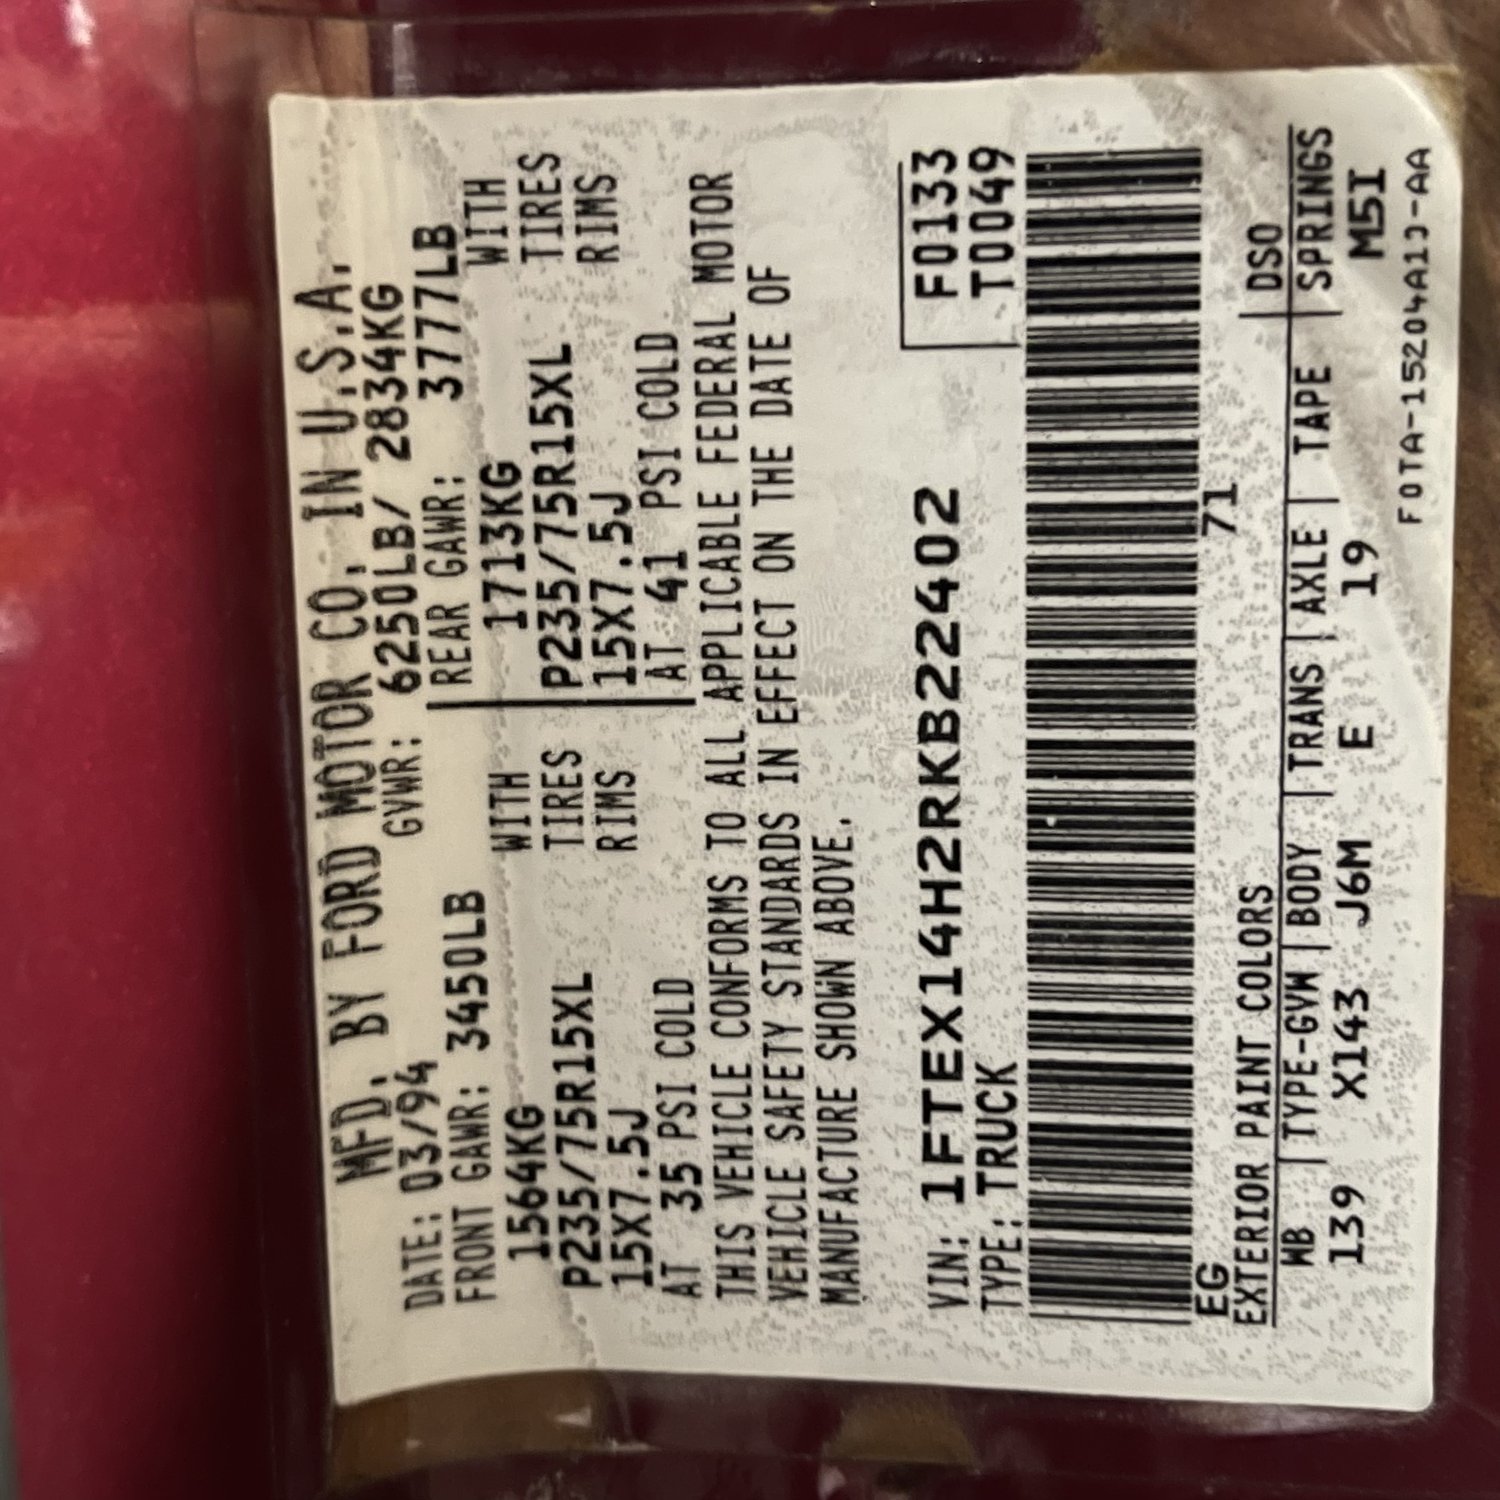 MFD. BY FORD MOTOR CO. IN U.S.A.
DATE: 03/94 GVWR: 6250LB/ 2834KG
FRONT GAWR: 3450LB REAR GAWR: 3777LB
1564KG WITH 1713KG WITH
P235/75R15XL TIRES P235/75R15XL TIRES
15X7.5J RIMS 15X7.5J RIMS
AT 35 PSI COLD AT 41 PSI COLD
THIS VEHICLE CONFORMS TO ALL APPLICABLE FEDERAL MOTOR
VEHICLE SAFETY STANDARDS IN EFFECT ON THE DATE OF
MANUFACTURE SHOWN ABOVE.
F0133
VIN: 1FTEX14H2RKB22402
TYPE: TRUCK T0049
EG 71
EXTERIOR PAINT COLORS DSO
WB | TYPE-GVW | BODY | TRANS | AXLE | TAPE | SPRINGS
139 X143 J6M E 19 M5I